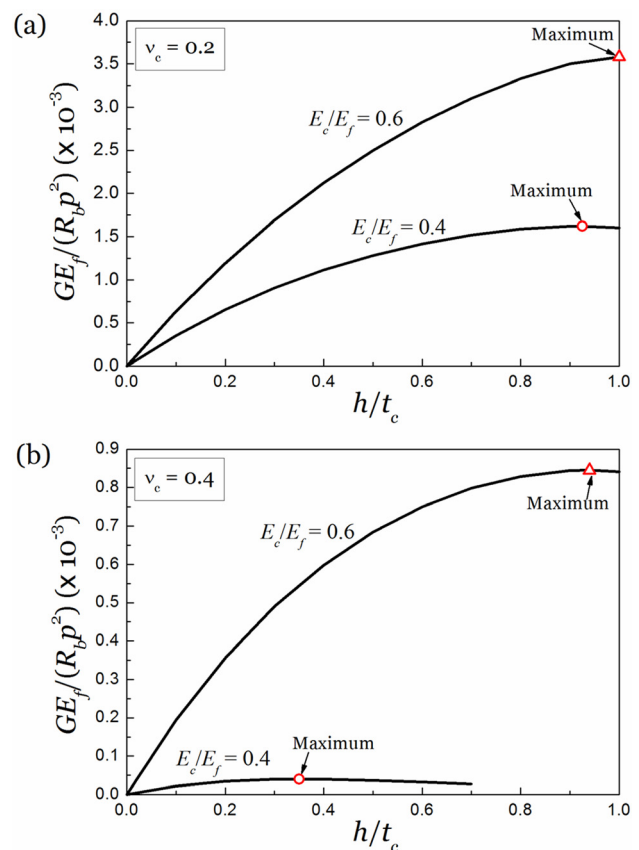 (a)
ν_c = 0.2
Maximum
E_c/E_f = 0.6
Maximum
E_c/E_f = 0.4
GE_f/(R_b p²) (x 10⁻³)
4.0
3.5
3.0
2.5
2.0
1.5
1.0
0.5
0.0
0.0 0.2 0.4 0.6 0.8 1.0
h/t_c
(b)
ν_c = 0.4
Maximum
E_c/E_f = 0.6
E_c/E_f = 0.4
Maximum
GE_f/(R_b p²) (x 10⁻³)
0.9
0.8
0.7
0.6
0.5
0.4
0.3
0.2
0.1
0.0
0.0 0.2 0.4 0.6 0.8 1.0
h/t_c